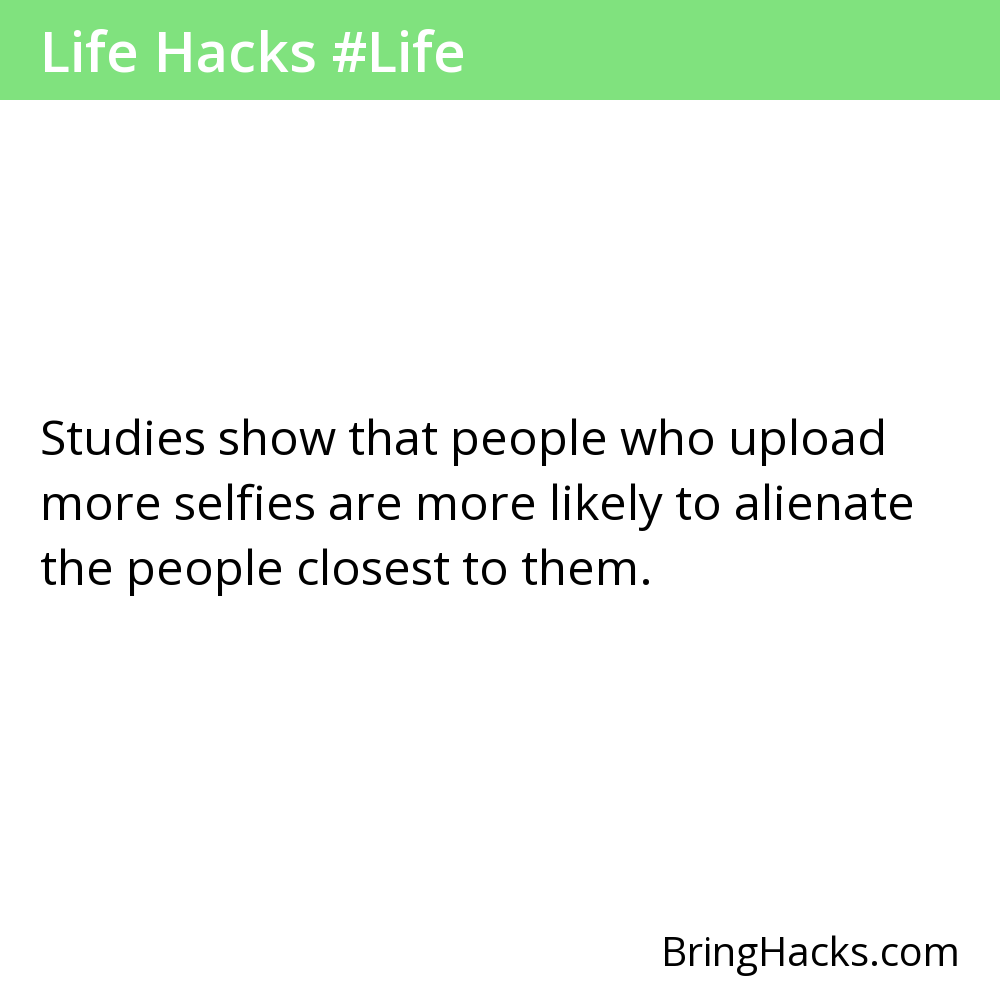 Life Hacks #Life
Studies show that people who upload
more selfies are more likely to alienate
the people closest to them.
BringHacks.com